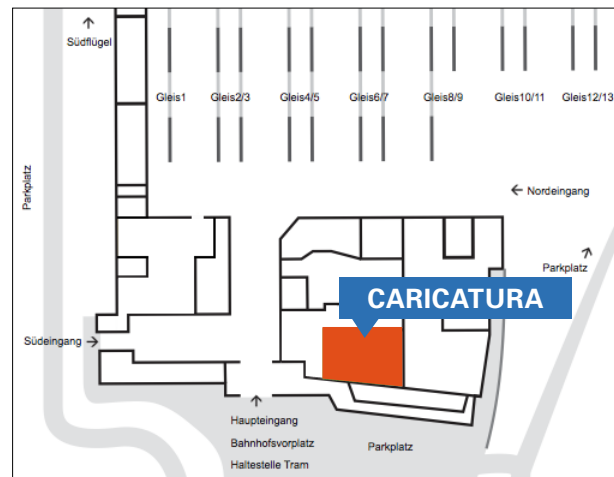 Südflügel
Gleis1 Gleis2/3 Gleis4/5 Gleis6/7 Gleis8/9 Gleis10/11 Gleis12/13
Parkplatz
Nordeingang
Parkplatz
CARICATURA
Südeingang
Haupteingang
Bahnhofsvorplatz
Haltestelle Tram
Parkplatz